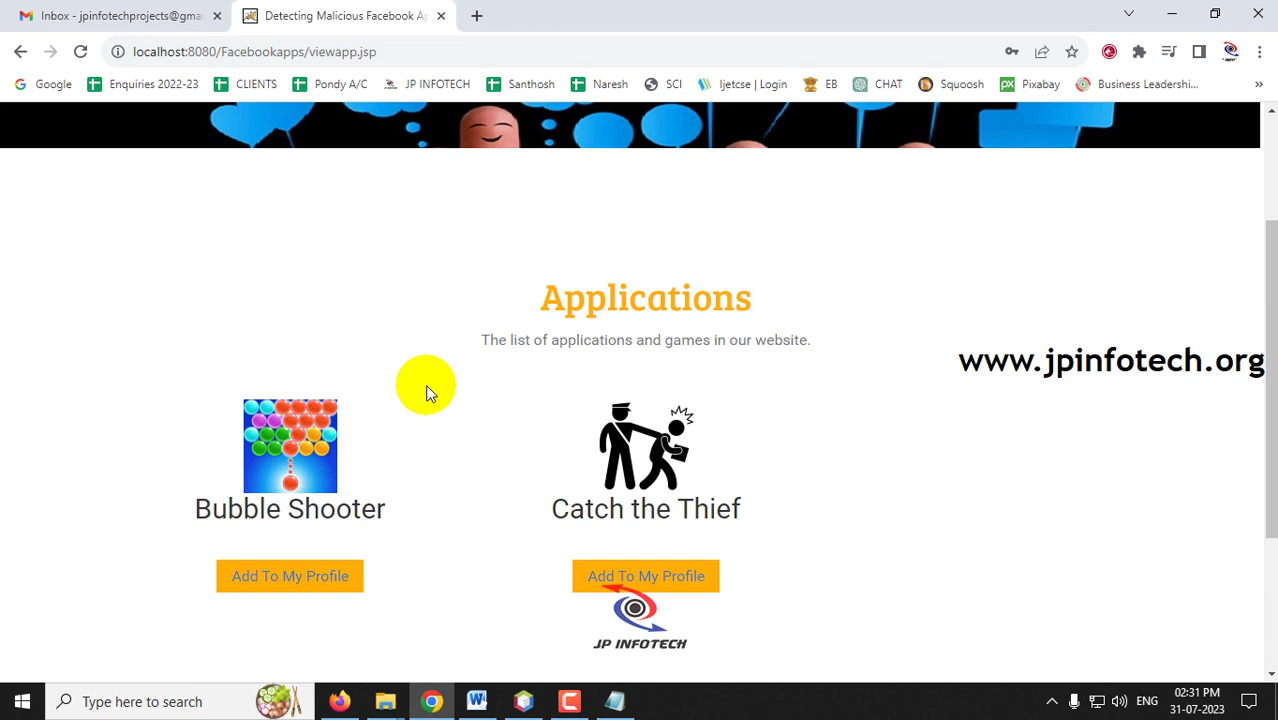 Inbox - jpinfotechprojects@gmai
Detecting Malicious Facebook Ap
localhost:8080/Facebookapps/viewapp.jsp
Google
Enquiries 2022-23
CLIENTS
Pondy A/C
JP INFOTECH
Santhosh
Naresh
SCI
Ijetcse | Login
EB
CHAT
Squoosh
Pixabay
Business Leadershi...
»
Applications
The list of applications and games in our website.
www.jpinfotech.org
Bubble Shooter
Catch the Thief
Add To My Profile
Add To My Profile
JP INFOTECH
Type here to search
ENG
02:31 PM
31-07-2023